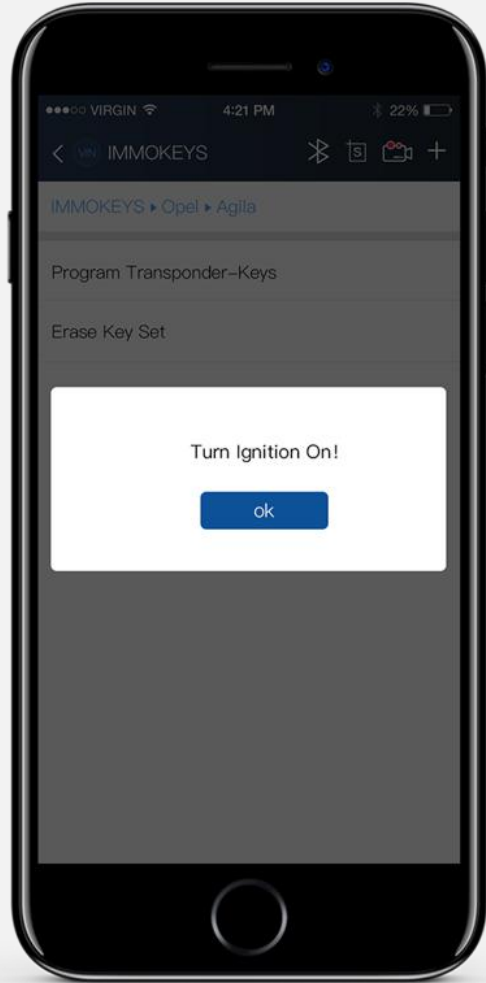 VIRGIN 4:21 PM 22%
VIN IMMOKEYS S +
IMMOKEYS ▸ Opel ▸ Agila
Program Transponder-Keys
Erase Key Set
Turn Ignition On!
ok